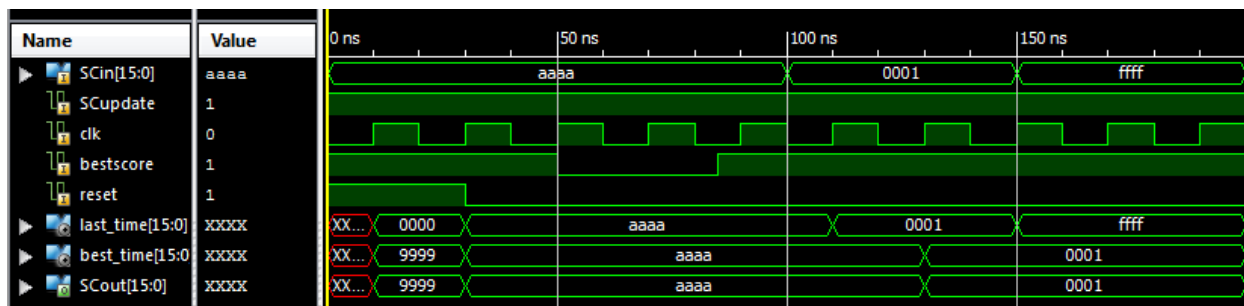 Name Value 0 ns 50 ns 100 ns 150 ns
SCin[15:0] aaaa aaaa 0001 ffff
SCupdate 1
clk 0
bestscore 1
reset 1
last_time[15:0] XXXX XX... 0000 aaaa 0001 ffff
best_time[15:0 XXXX XX... 9999 aaaa 0001
SCout[15:0] XXXX XX... 9999 aaaa 0001